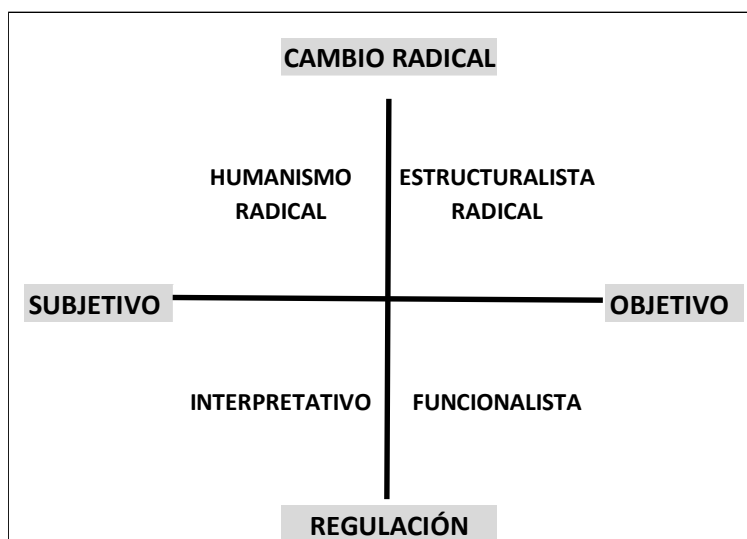 CAMBIO RADICAL
HUMANISMO RADICAL
ESTRUCTURALISTA RADICAL
SUBJETIVO
OBJETIVO
INTERPRETATIVO
FUNCIONALISTA
REGULACIÓN